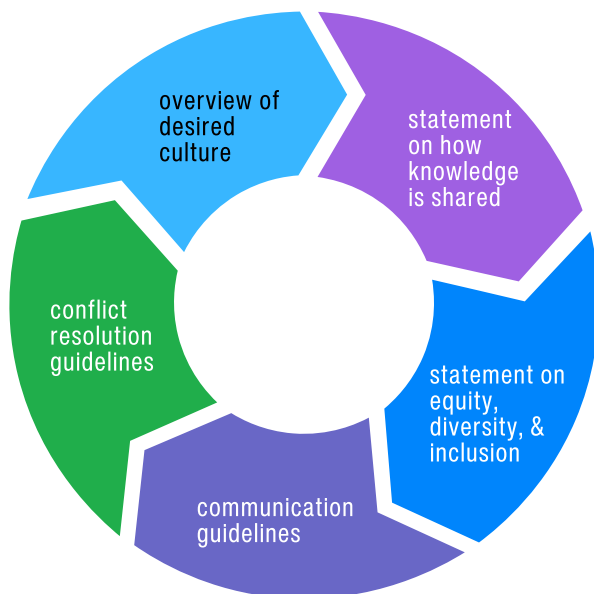 overview of
desired
culture
statement
on how
knowledge
is shared
statement on
equity,
diversity, &
inclusion
communication
guidelines
conflict
resolution
guidelines